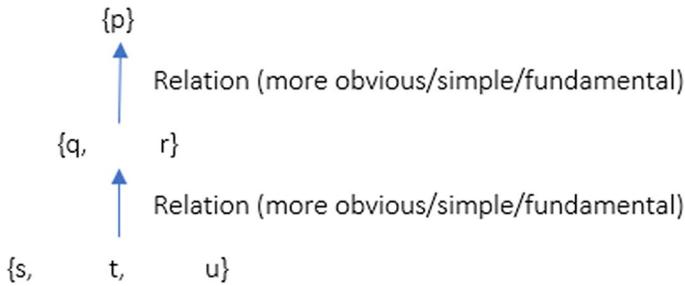 {p}
Relation (more obvious/simple/fundamental)
{q, r}
Relation (more obvious/simple/fundamental)
{s, t, u}